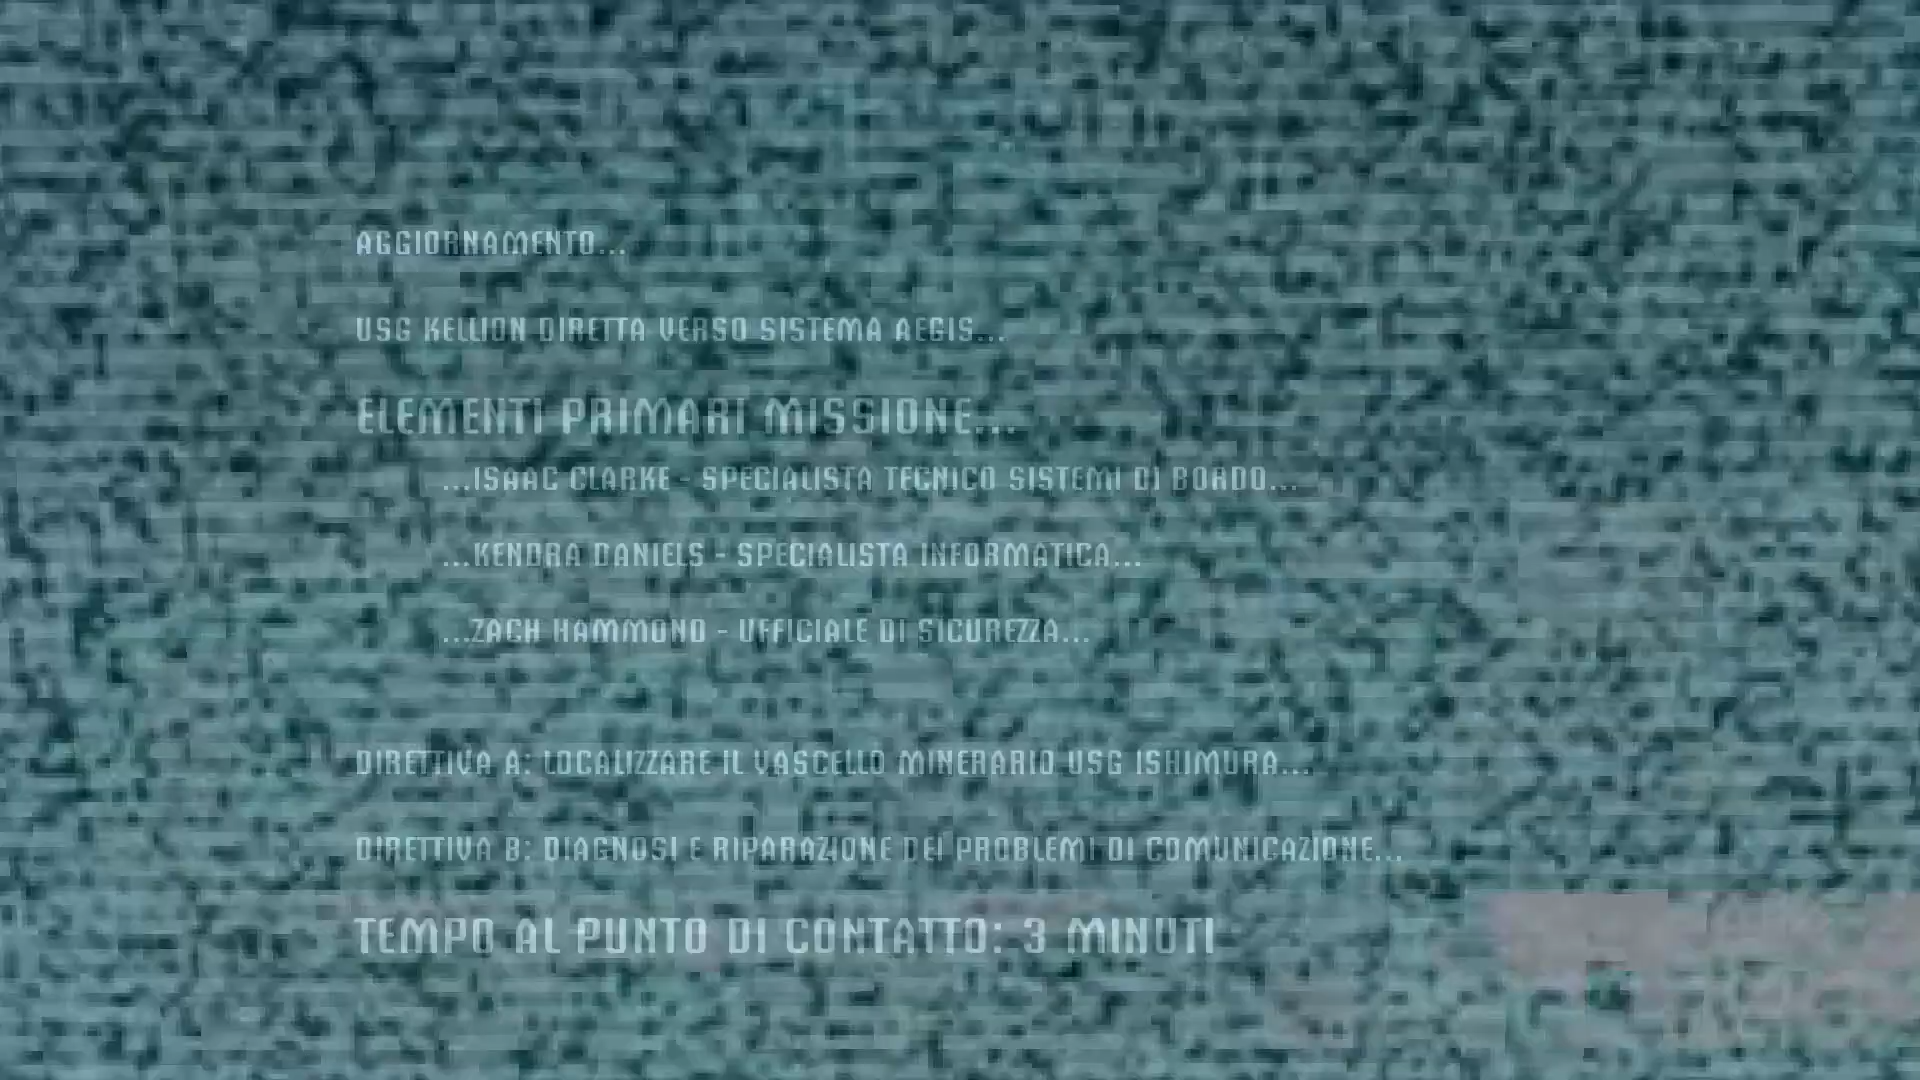 AGGIORNAMENTO...
USG KELLION DIRETTA VERSO SISTEMA AEGIS...
ELEMENTI PRIMARI MISSIONE...
...ISAAC CLARKE - SPECIALISTA TECNICO SISTEMI DI BORDO...
...KENDRA DANIELS - SPECIALISTA INFORMATICA...
...ZACH HAMMOND - UFFICIALE DI SICUREZZA...
DIRETTIVA A: LOCALIZZARE IL VASCELLO MINERARIO USG ISHIMURA...
DIRETTIVA B: DIAGNOSI E RIPARAZIONE DEI PROBLEMI DI COMUNICAZIONE...
TEMPO AL PUNTO DI CONTATTO: 3 MINUTI